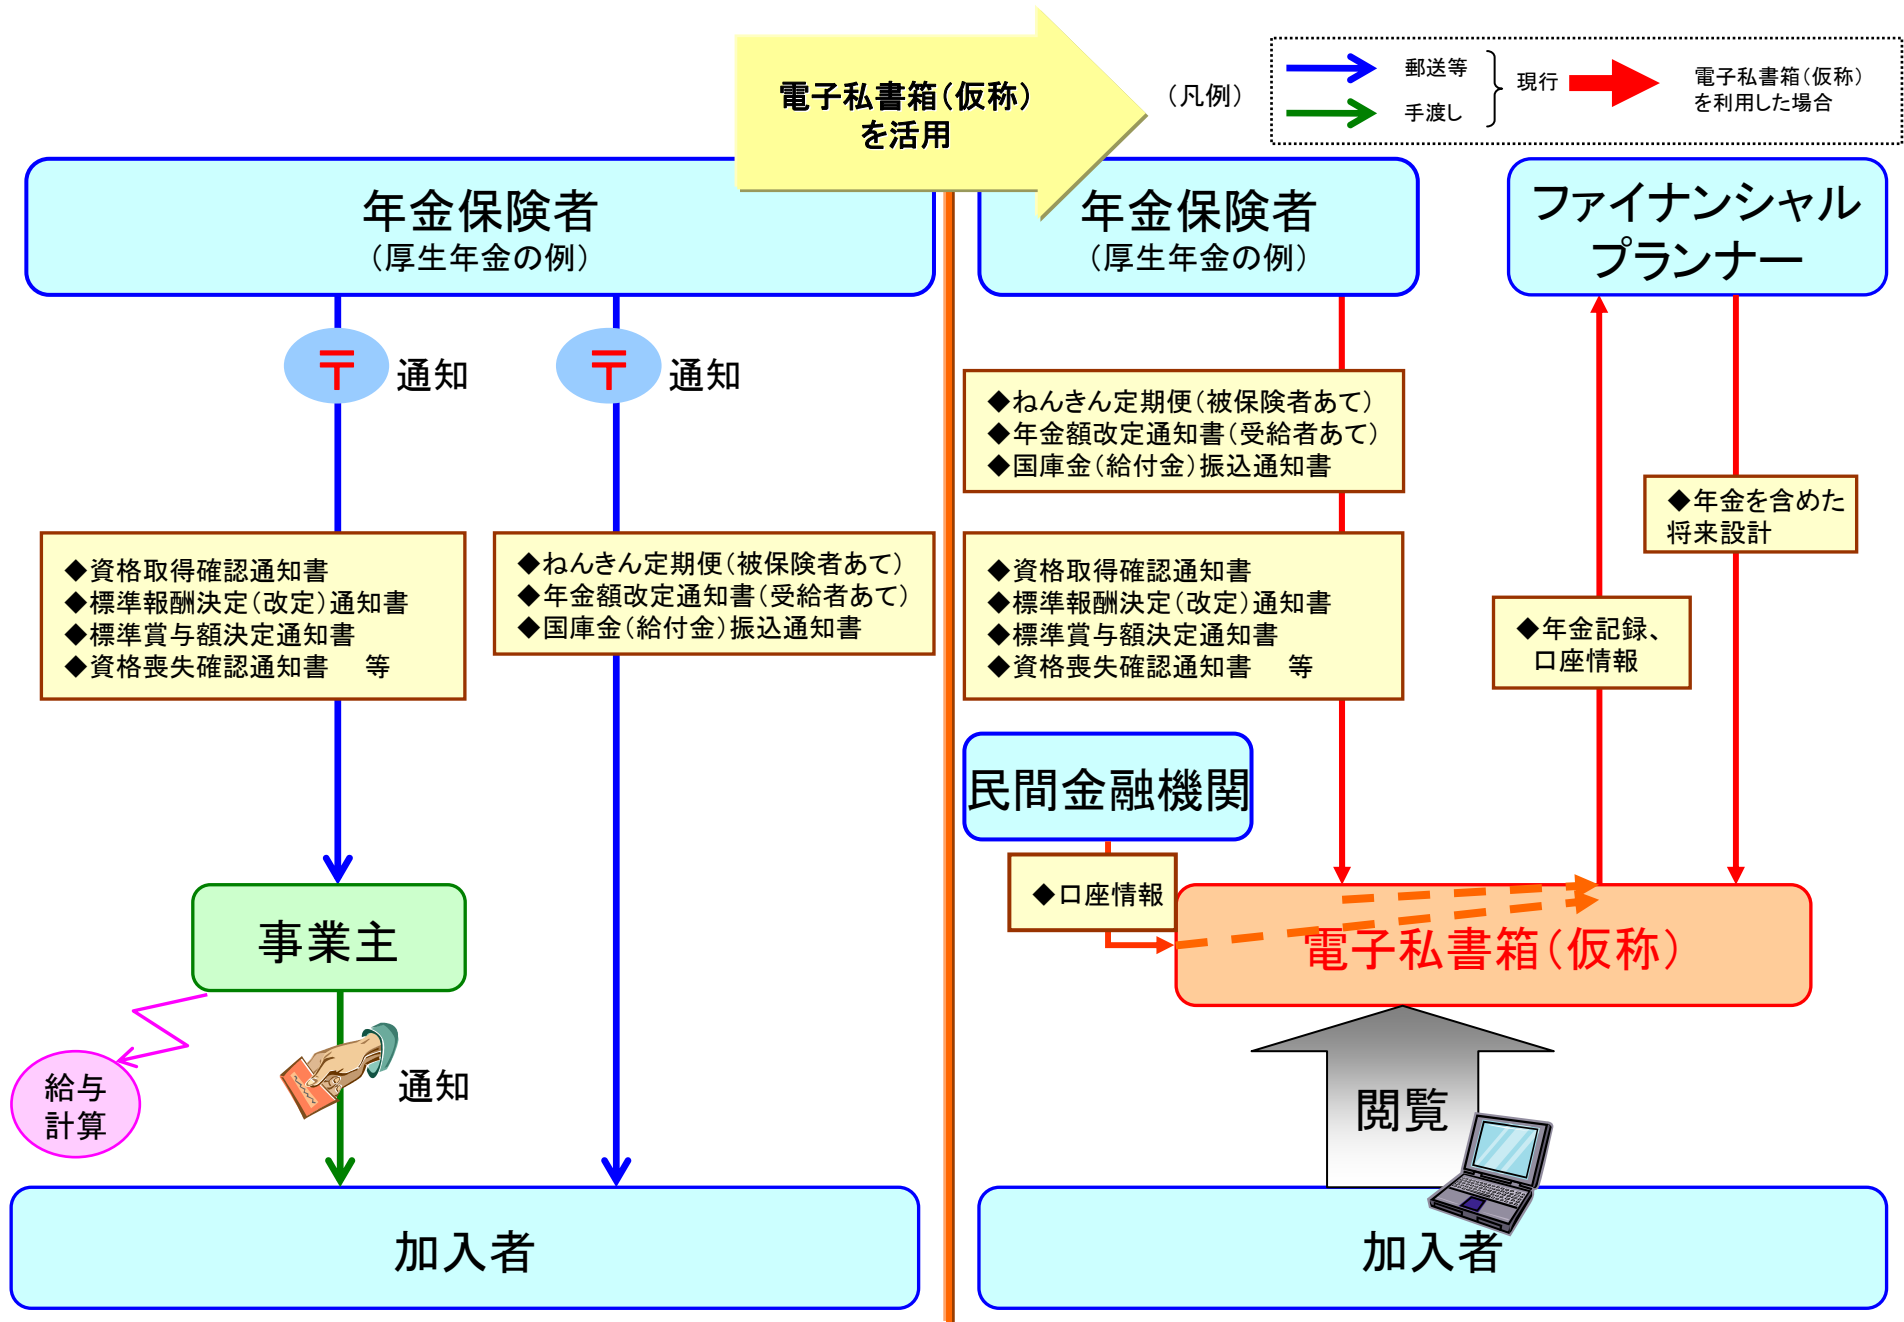 電子私書箱（仮称）
を活用
（凡例）
郵送等
手渡し
現行
電子私書箱（仮称）
を利用した場合
年金保険者
（厚生年金の例）
〒
通知
〒
通知
◆資格取得確認通知書
◆標準報酬決定（改定）通知書
◆標準賞与額決定通知書
◆資格喪失確認通知書　等
◆ねんきん定期便（被保険者あて）
◆年金額改定通知書（受給者あて）
◆国庫金（給付金）振込通知書
事業主
給与
計算
通知
加入者
年金保険者
（厚生年金の例）
ファイナンシャル
プランナー
◆ねんきん定期便（被保険者あて）
◆年金額改定通知書（受給者あて）
◆国庫金（給付金）振込通知書
◆資格取得確認通知書
◆標準報酬決定（改定）通知書
◆標準賞与額決定通知書
◆資格喪失確認通知書　等
◆年金を含めた
将来設計
◆年金記録、
口座情報
民間金融機関
◆口座情報
電子私書箱（仮称）
閲覧
加入者